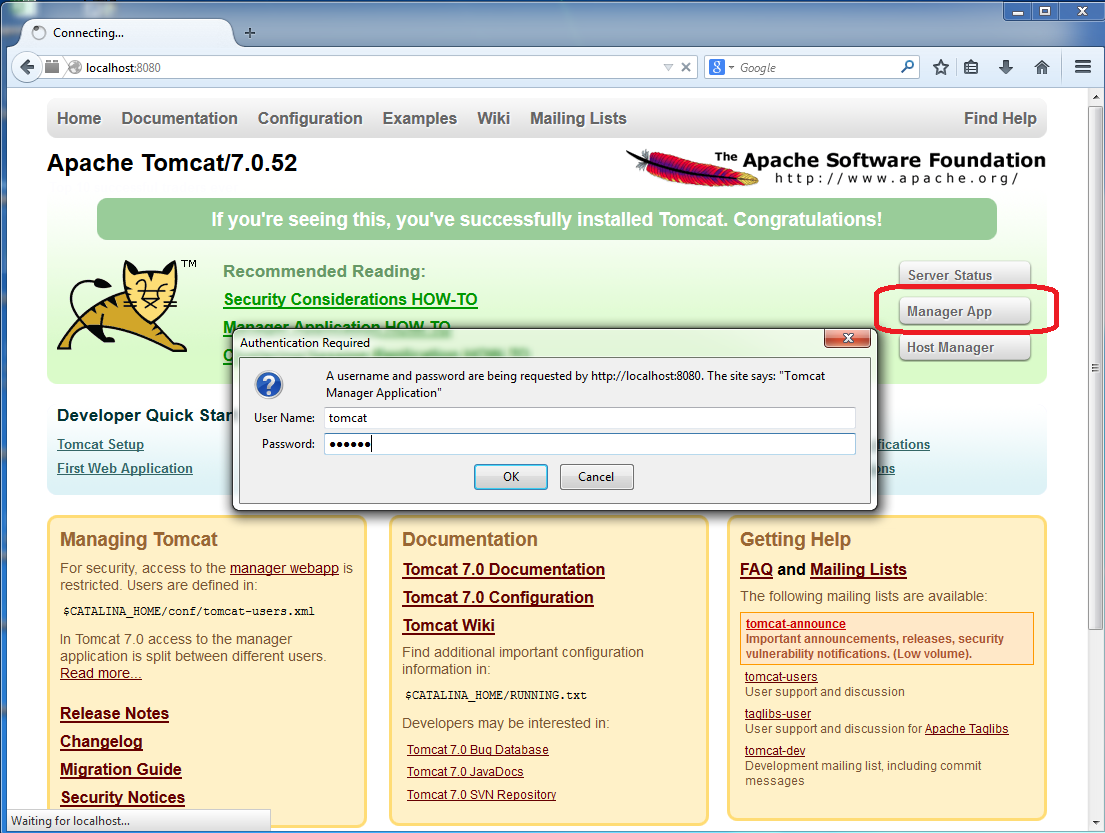 Connecting...
localhost:8080
Google
Home Documentation Configuration Examples Wiki Mailing Lists Find Help
Apache Tomcat/7.0.52
The Apache Software Foundation
http://www.apache.org/
If you're seeing this, you've successfully installed Tomcat. Congratulations!
TM
Recommended Reading:
Security Considerations HOW-TO
Manager Application HOW-TO
Server Status
Manager App
Host Manager
Authentication Required
A username and password are being requested by http://localhost:8080. The site says: "Tomcat
Manager Application"
User Name: tomcat
Password: ●●●●●●
OK Cancel
Developer Quick Star
Tomcat Setup
First Web Application
Managing Tomcat
For security, access to the manager webapp is
restricted. Users are defined in:
$CATALINA_HOME/conf/tomcat-users.xml
In Tomcat 7.0 access to the manager
application is split between different users.
Read more...
Release Notes
Changelog
Migration Guide
Security Notices
Documentation
Tomcat 7.0 Documentation
Tomcat 7.0 Configuration
Tomcat Wiki
Find additional important configuration
information in:
$CATALINA_HOME/RUNNING.txt
Developers may be interested in:
Tomcat 7.0 Bug Database
Tomcat 7.0 JavaDocs
Tomcat 7.0 SVN Repository
Getting Help
FAQ and Mailing Lists
The following mailing lists are available:
tomcat-announce
Important announcements, releases, security
vulnerability notifications. (Low volume).
tomcat-users
User support and discussion
taglibs-user
User support and discussion for Apache Taglibs
tomcat-dev
Development mailing list, including commit
messages
Waiting for localhost...